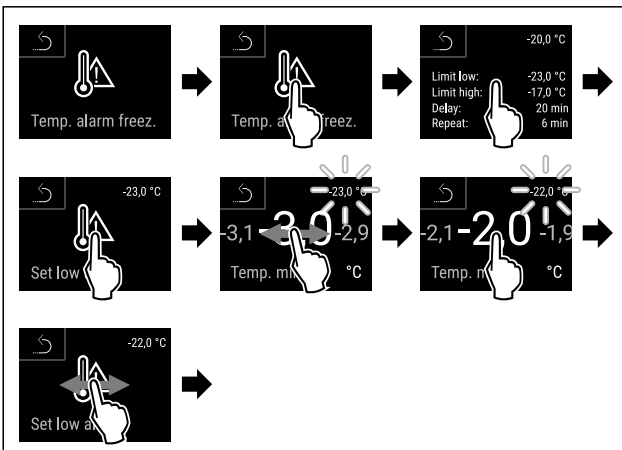 Temp. alarm freez.
Temp. a freez.
-20,0 °C
Limit low: -23,0 °C
Limit high: -17,0 °C
Delay: 20 min
Repeat: 6 min
-23,0 °C
Set low
-23,0 °C
-3,1 -3,0 -2,9
Temp. m °C
-22,0 °C
-2,1 -2,0 -1,9
Temp. °C
-22,0 °C
Set low